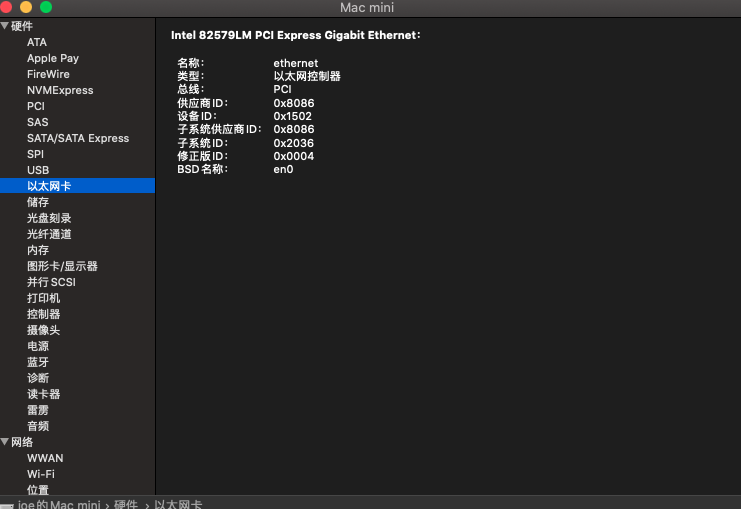 Mac mini
硬件
ATA
Apple Pay
FireWire
NVMExpress
PCI
SAS
SATA/SATA Express
SPI
USB
以太网卡
储存
光盘刻录
光纤通道
内存
图形卡/显示器
并行SCSI
打印机
控制器
摄像头
电源
蓝牙
诊断
读卡器
雷雳
音频
网络
WWAN
Wi-Fi
位置
Intel 82579LM PCI Express Gigabit Ethernet:
名称: ethernet
类型: 以太网控制器
总线: PCI
供应商ID: 0x8086
设备ID: 0x1502
子系统供应商ID: 0x8086
子系统ID: 0x2036
修正版ID: 0x0004
BSD名称: en0
joe的Mac mini › 硬件 › 以太网卡